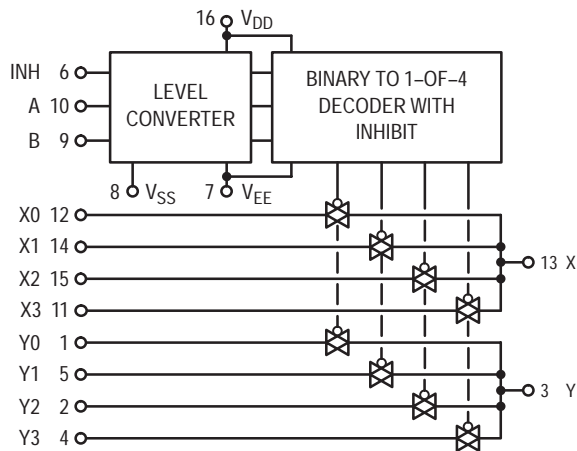 16 VDD
INH 6
A 10
B 9
LEVEL
CONVERTER
BINARY TO 1–OF–4
DECODER WITH
INHIBIT
8 VSS
7 VEE
X0 12
X1 14
X2 15
X3 11
13 X
Y0 1
Y1 5
Y2 2
Y3 4
3 Y